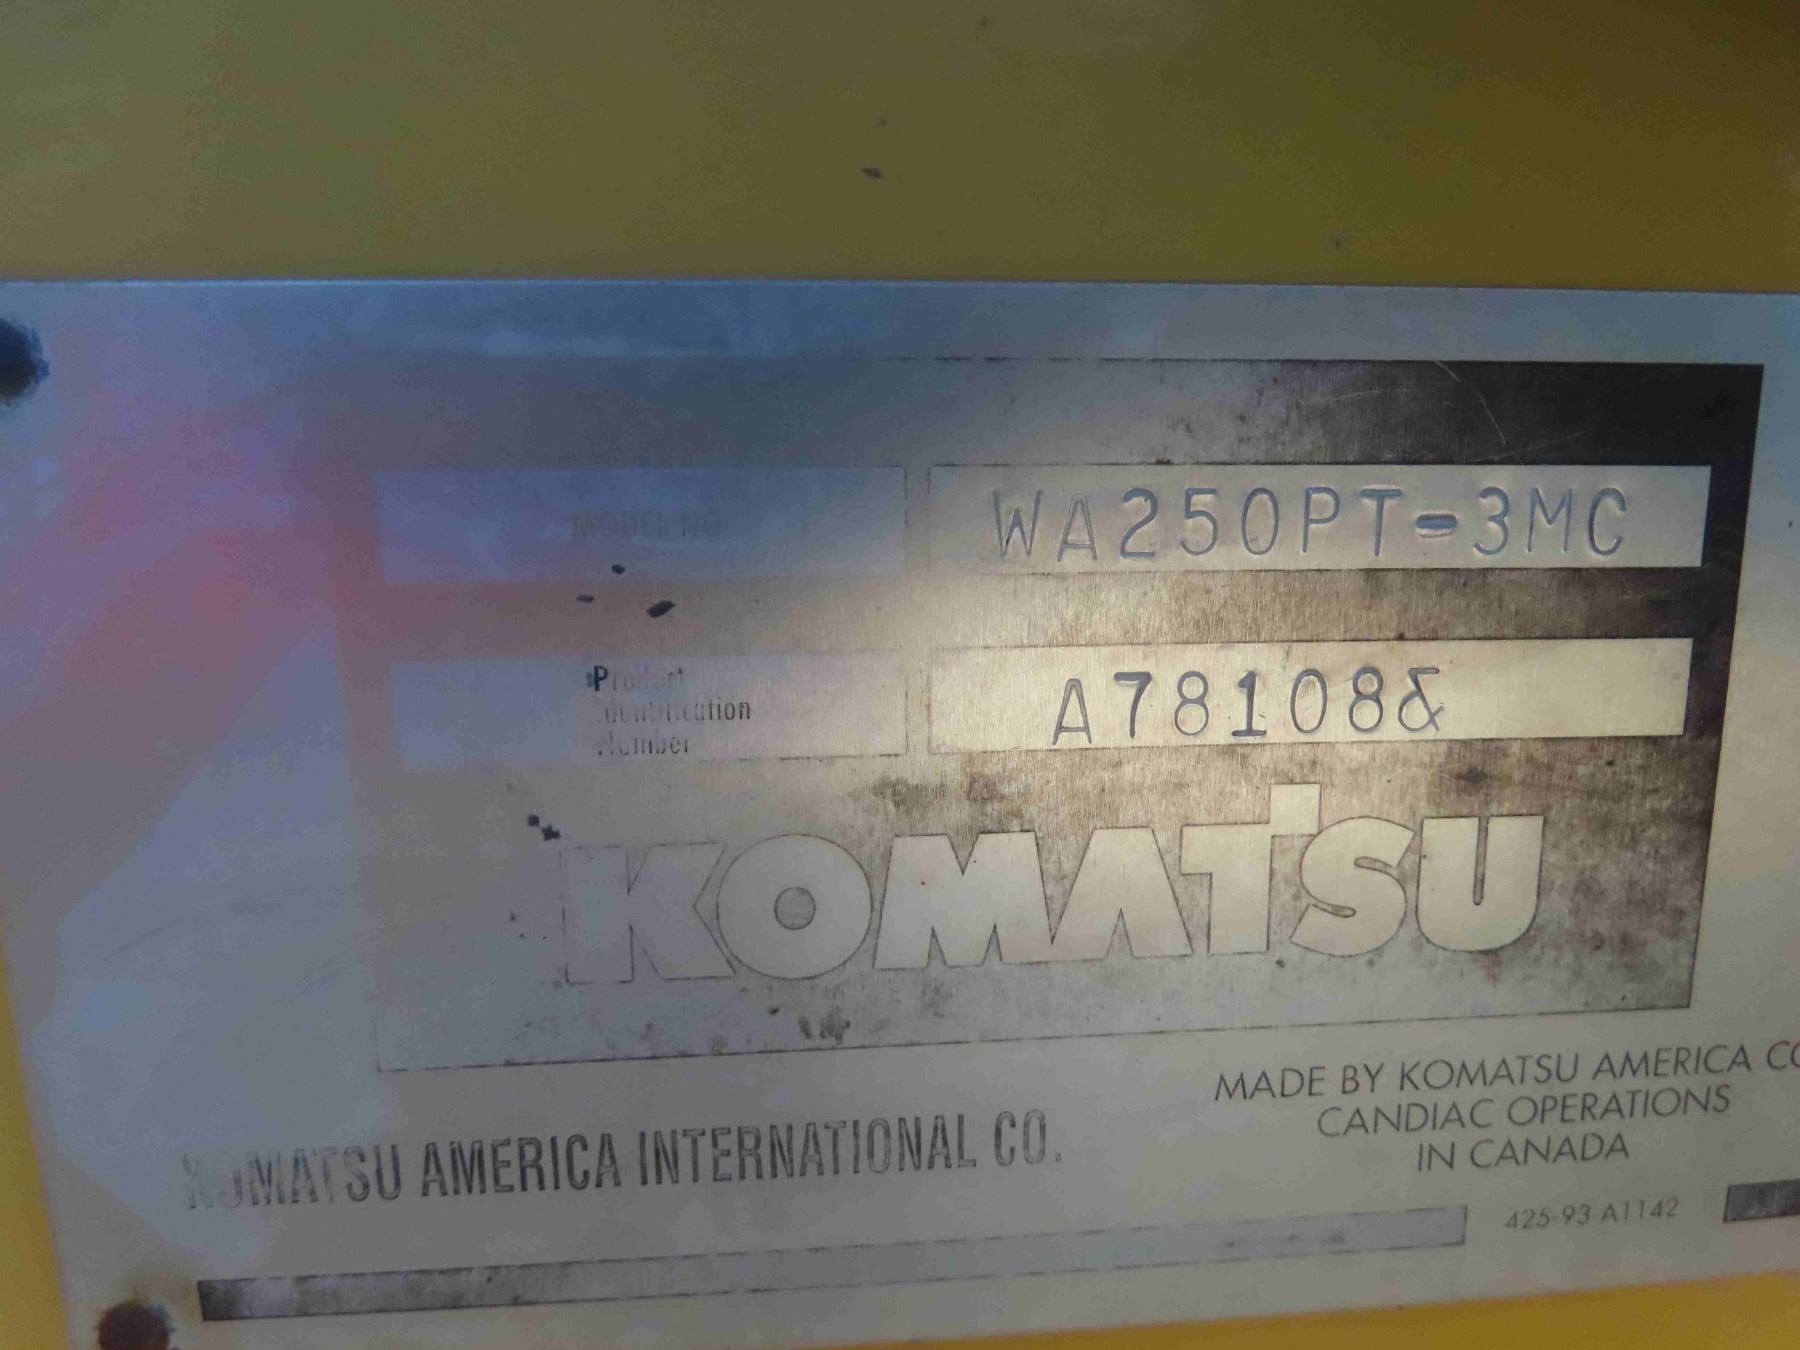 MODEL NO
WA250PT-3MC
Product
Identification
Number
A78108&
KOMATSU
MADE BY KOMATSU AMERICA CO
CANDIAC OPERATIONS
IN CANADA
KOMATSU AMERICA INTERNATIONAL CO.
425-93-A1142